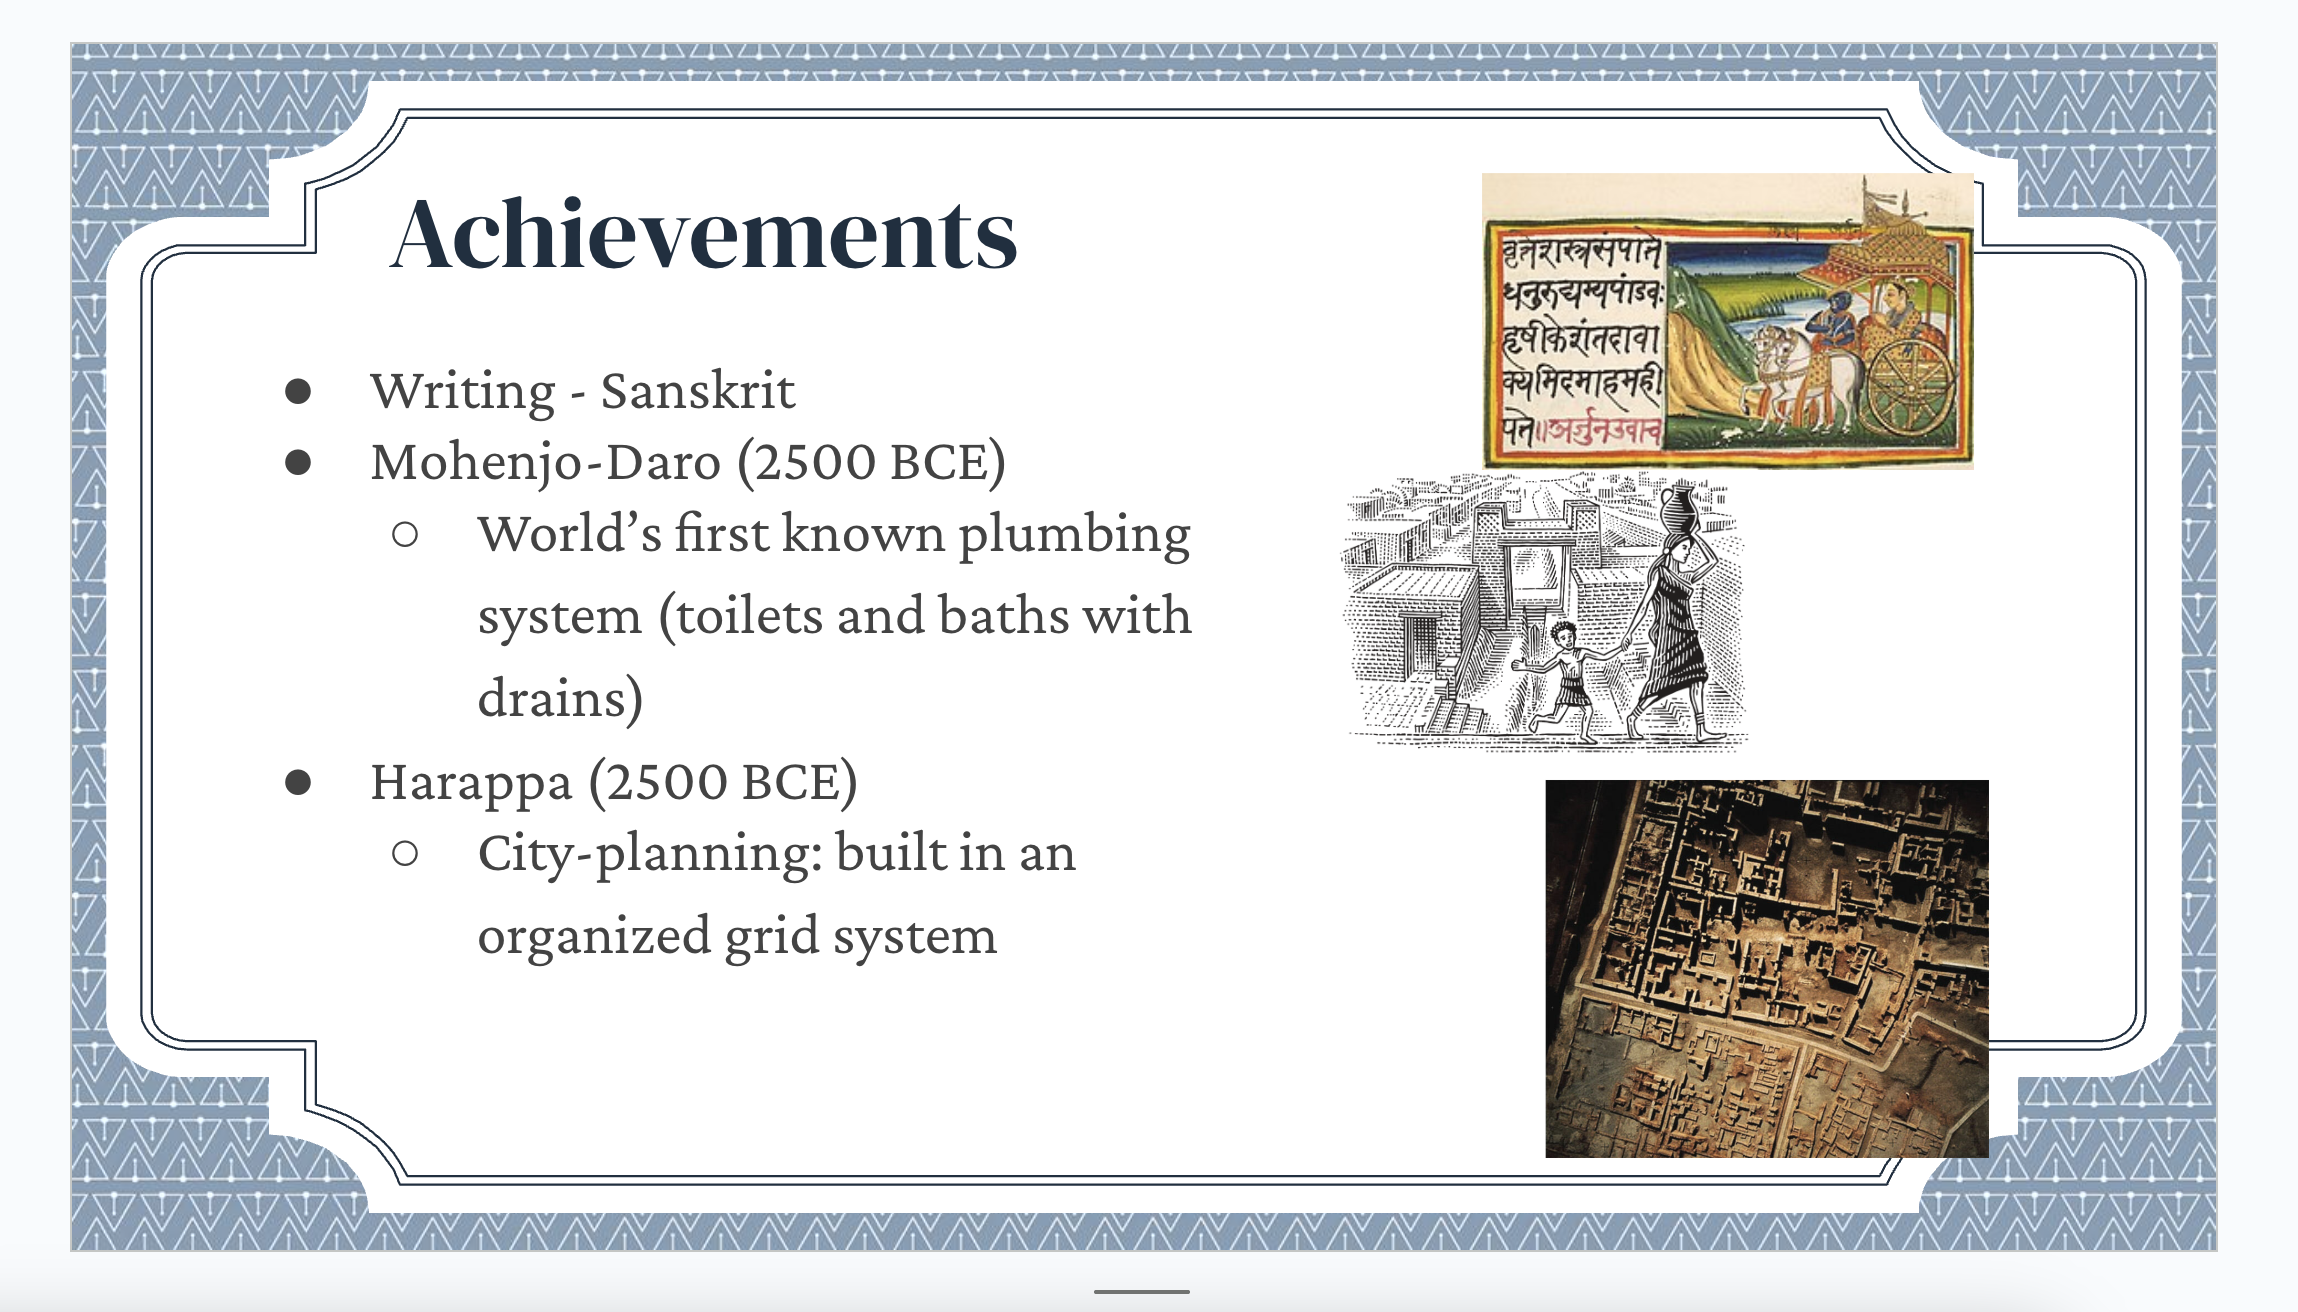 Achievements
● Writing - Sanskrit
● Mohenjo-Daro (2500 BCE)
○ World’s first known plumbing
system (toilets and baths with
drains)
● Harappa (2500 BCE)
○ City-planning: built in an
organized grid system
वृत्तेशस्त्रसंपाते
धनुरुद्यम्यपांडवः
हृषीकेशंतदावा
क्यमिदमाहमही
पते॥अर्जुनउवाच